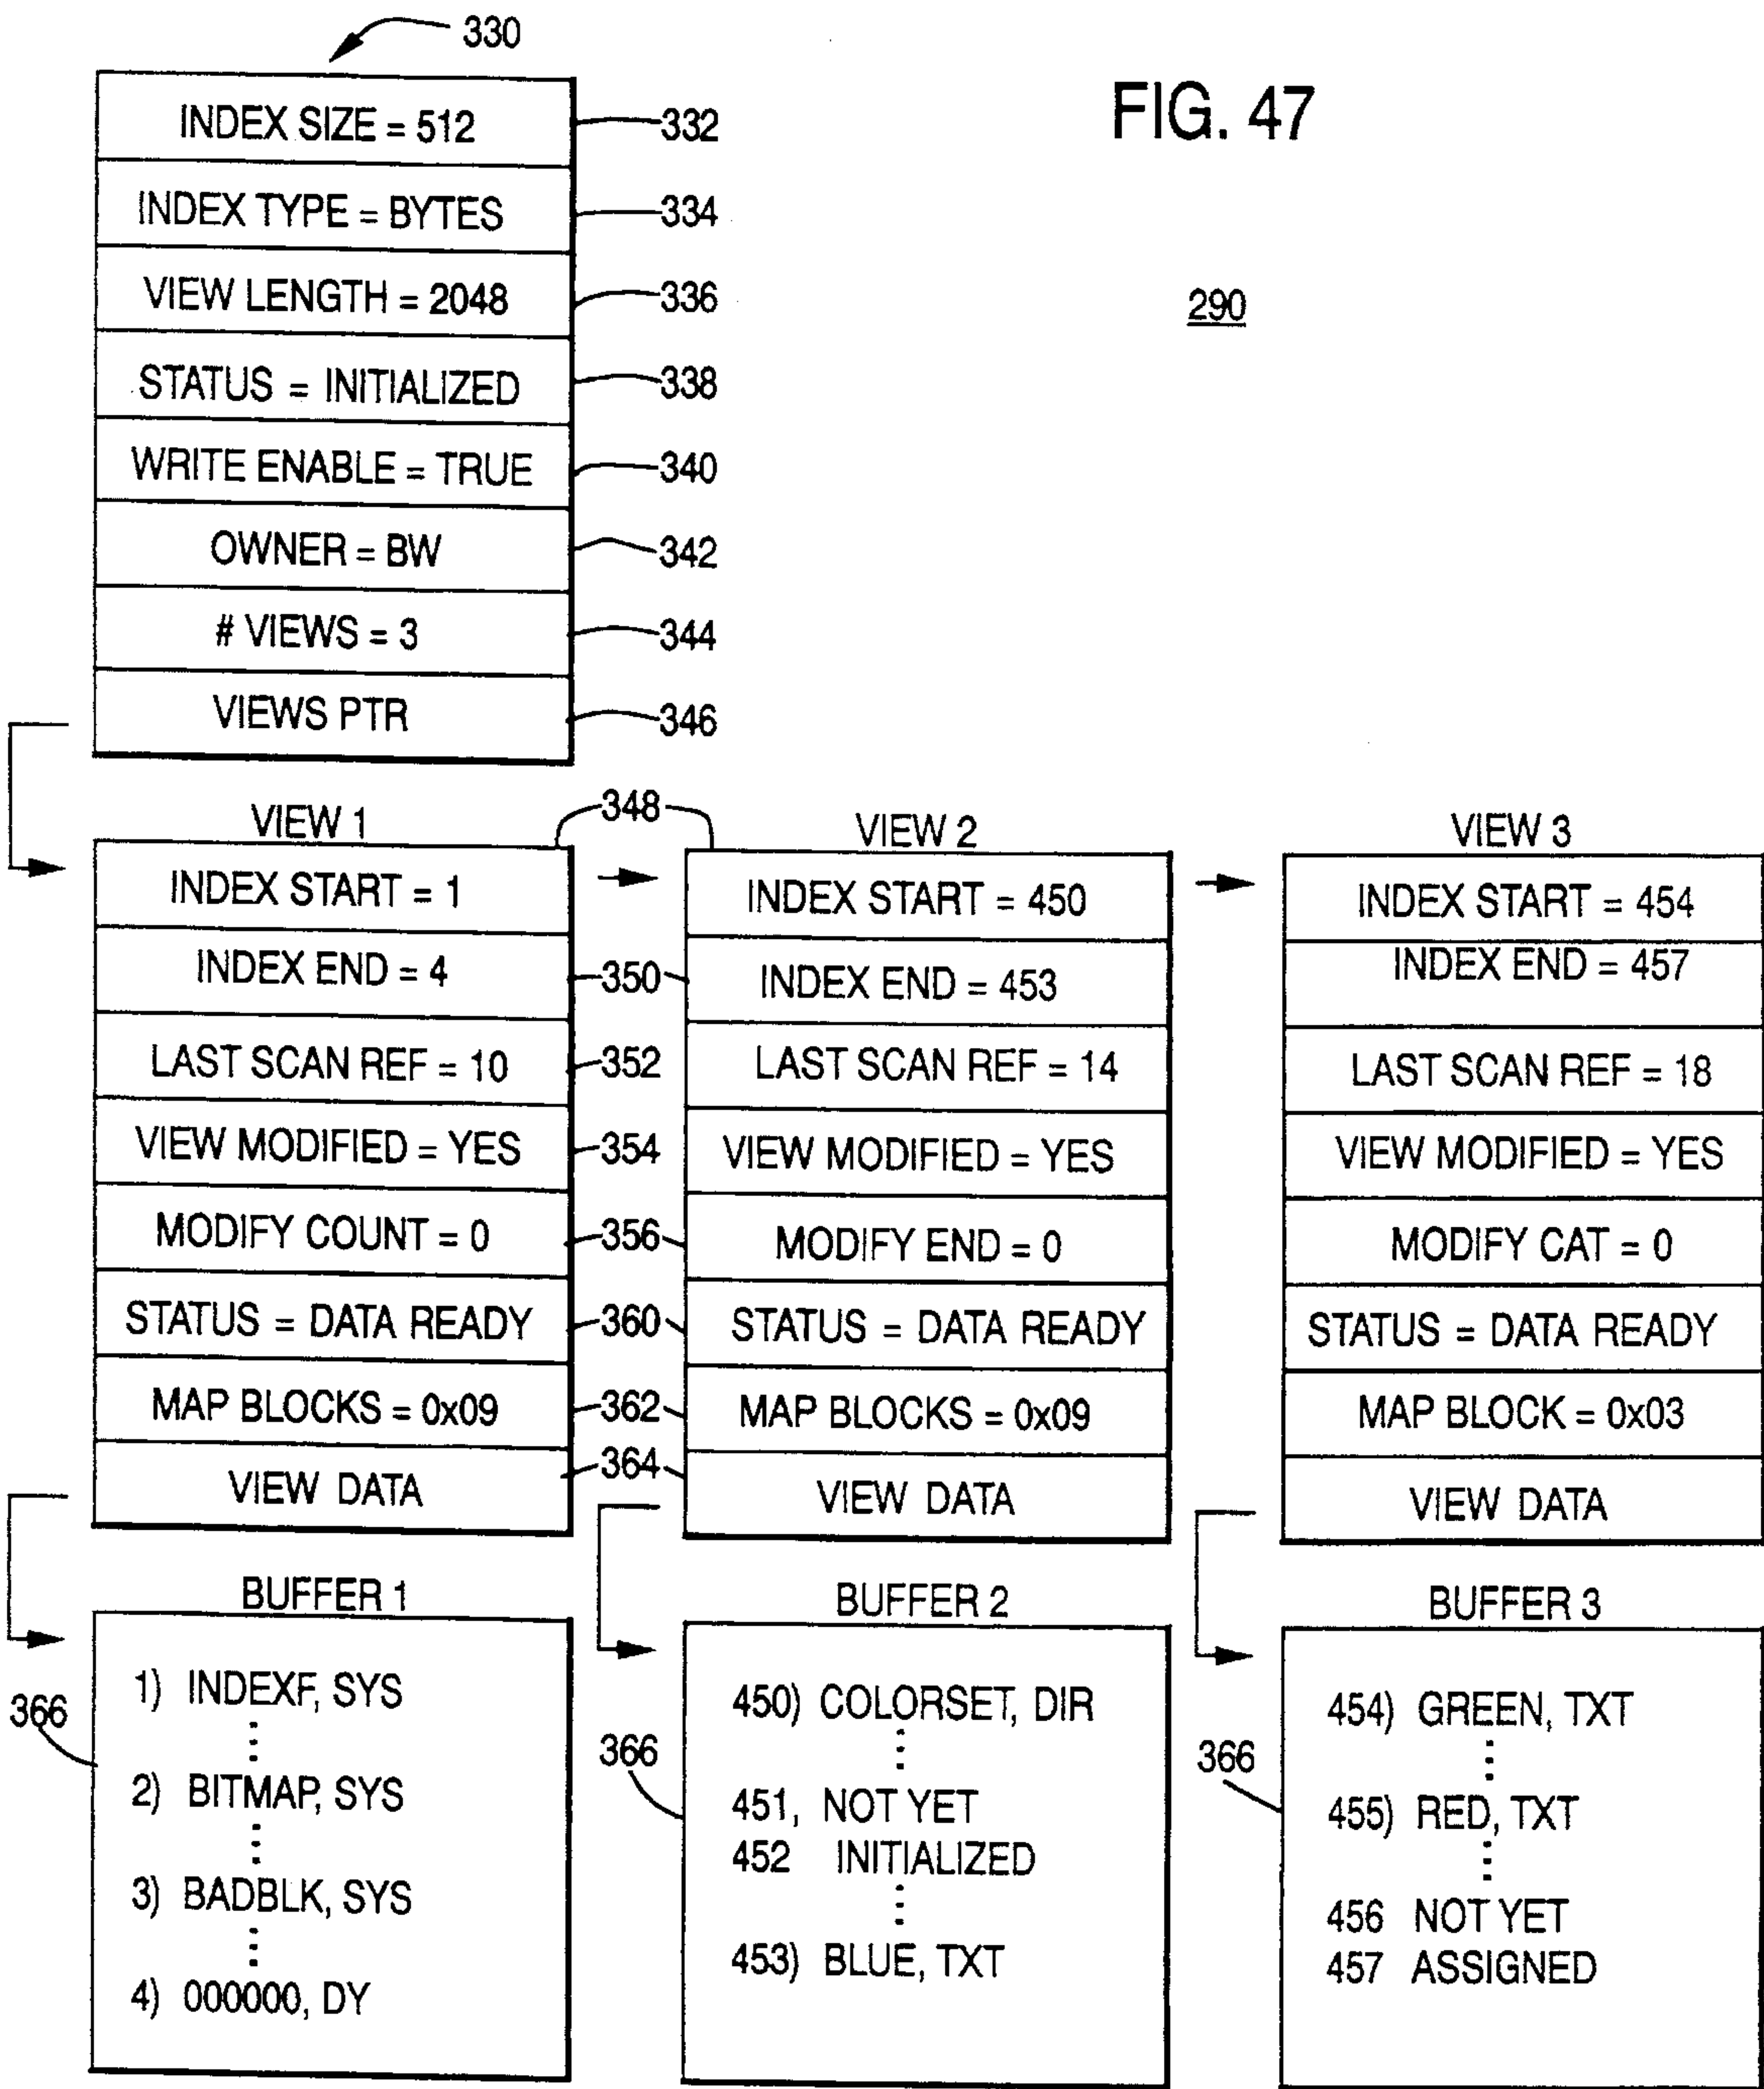 330
FIG. 47
290
INDEX SIZE = 512
332
INDEX TYPE = BYTES
334
VIEW LENGTH = 2048
336
STATUS = INITIALIZED
338
WRITE ENABLE = TRUE
340
OWNER = BW
342
# VIEWS = 3
344
VIEWS PTR
346
VIEW 1
348
INDEX START = 1
INDEX END = 4
350
LAST SCAN REF = 10
352
VIEW MODIFIED = YES
354
MODIFY COUNT = 0
356
STATUS = DATA READY
360
MAP BLOCKS = 0x09
362
VIEW DATA
364
VIEW 2
INDEX START = 450
INDEX END = 453
LAST SCAN REF = 14
VIEW MODIFIED = YES
MODIFY END = 0
STATUS = DATA READY
MAP BLOCKS = 0x09
VIEW DATA
VIEW 3
INDEX START = 454
INDEX END = 457
LAST SCAN REF = 18
VIEW MODIFIED = YES
MODIFY CAT = 0
STATUS = DATA READY
MAP BLOCK = 0x03
VIEW DATA
BUFFER 1
366
1) INDEXF, SYS
2) BITMAP, SYS
3) BADBLK, SYS
4) 000000, DY
BUFFER 2
366
450) COLORSET, DIR
451, NOT YET
452 INITIALIZED
453) BLUE, TXT
BUFFER 3
366
454) GREEN, TXT
455) RED, TXT
456 NOT YET
457 ASSIGNED